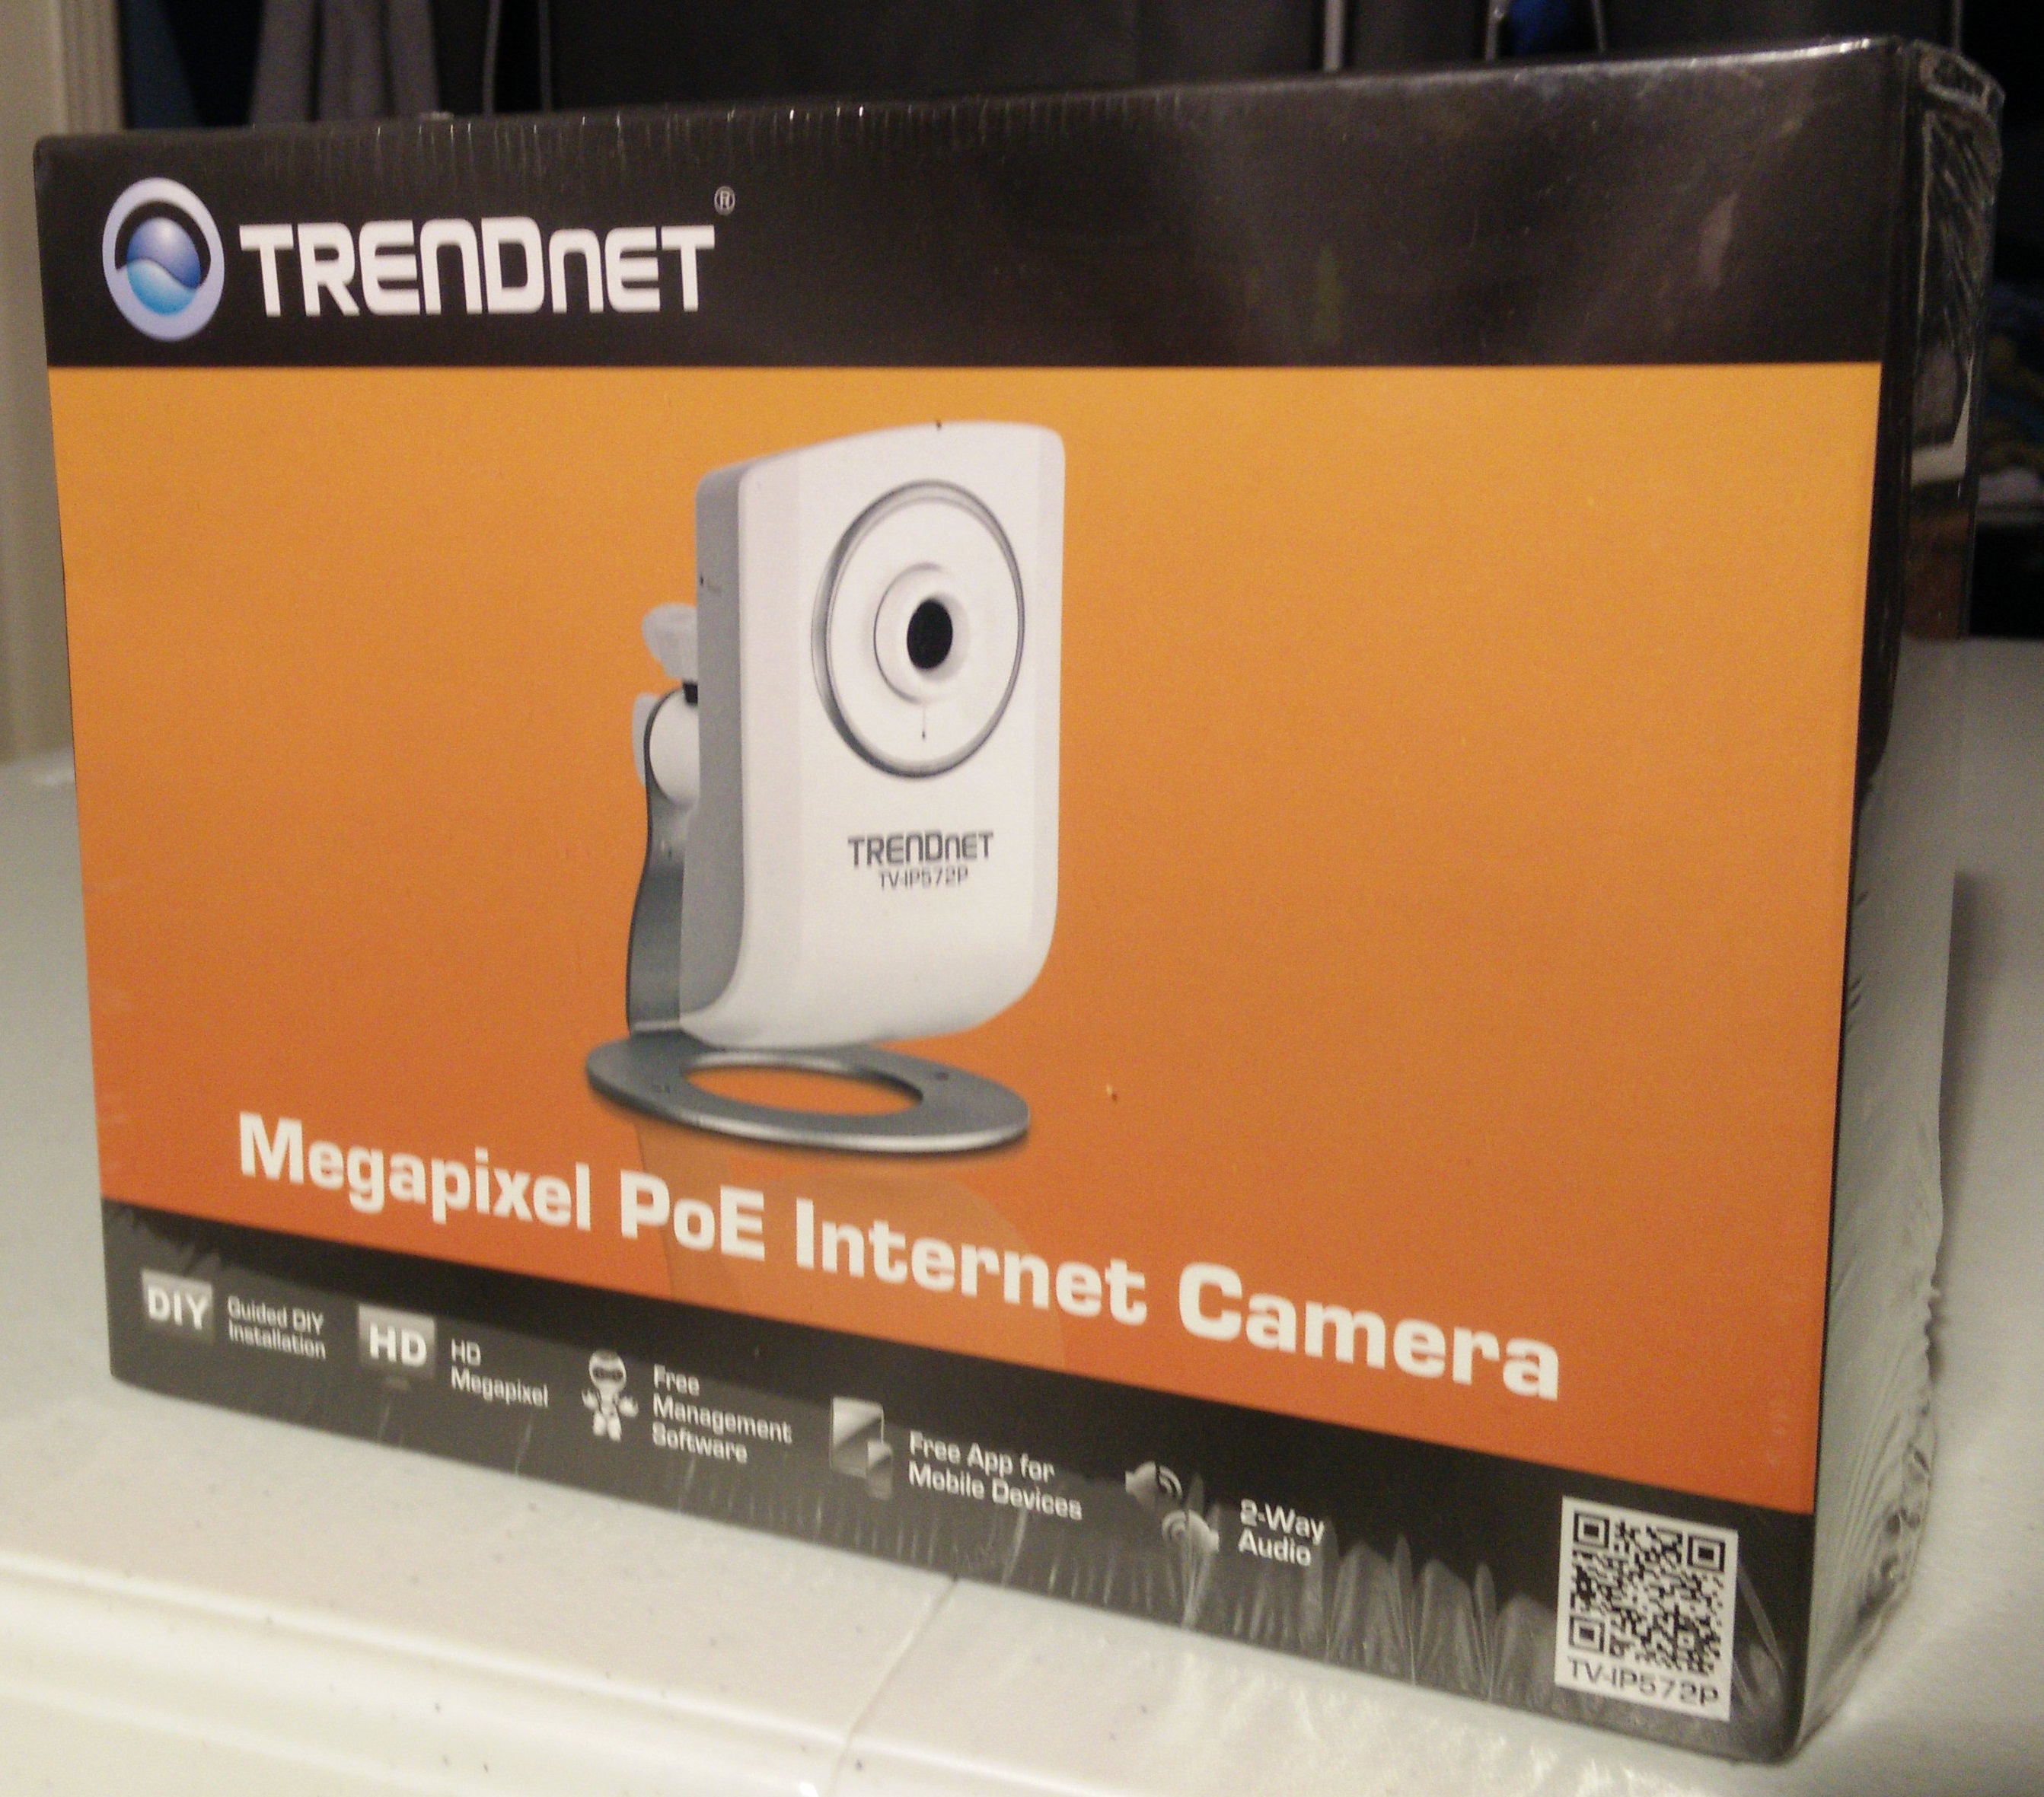 TRENDNET®
TRENDNET
TV-IP572P
Megapixel PoE Internet Camera
DIY
Guided DIY
Installation
HD
HD
Megapixel
Free
Management
Software
Free App for
Mobile Devices
2-Way
Audio
TV-IP572P